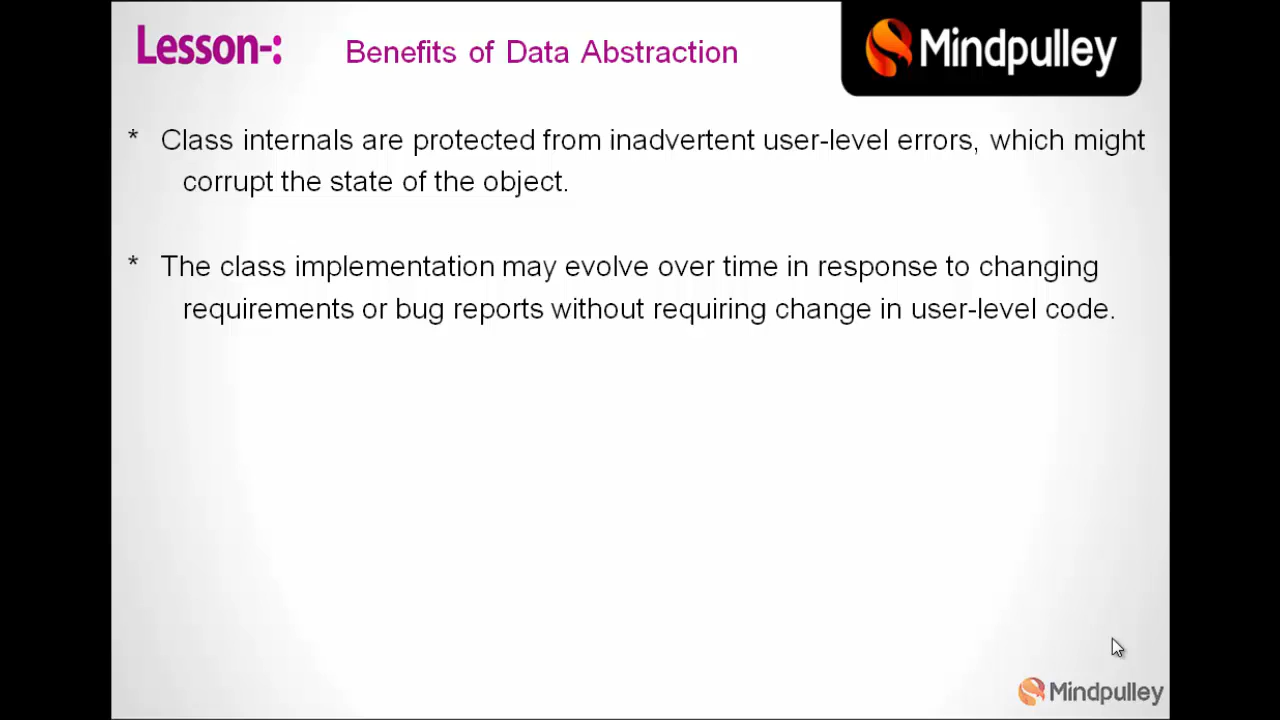 Lesson-: Benefits of Data Abstraction
Mindpulley
* Class internals are protected from inadvertent user-level errors, which might
corrupt the state of the object.
* The class implementation may evolve over time in response to changing
requirements or bug reports without requiring change in user-level code.
Mindpulley